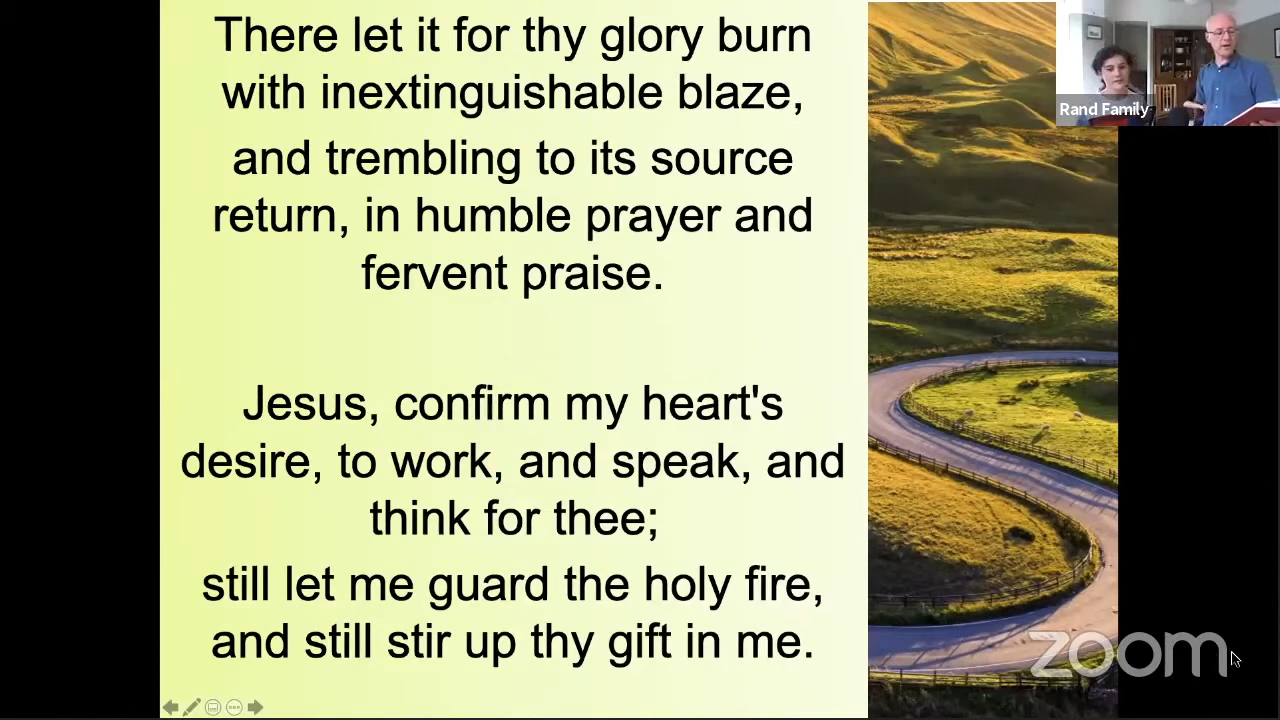 There let it for thy glory burn
with inextinguishable blaze,
and trembling to its source
return, in humble prayer and
fervent praise.
Jesus, confirm my heart's
desire, to work, and speak, and
think for thee;
still let me guard the holy fire,
and still stir up thy gift in me.
Rand Family
zoom